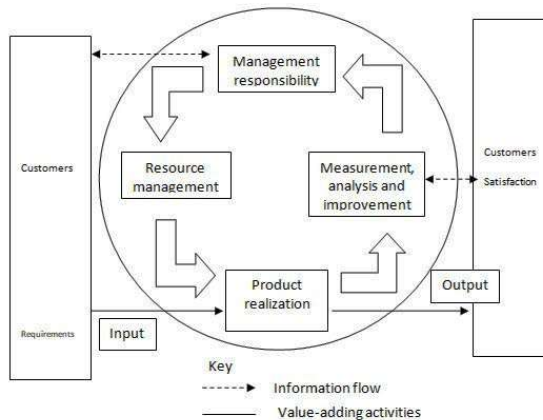 Management
responsibility
Customers
Resource
management
Measurement,
analysis and
improvement
Customers
Satisfaction
Product
realization
Output
Requirements
Input
Key
Information flow
Value-adding activities